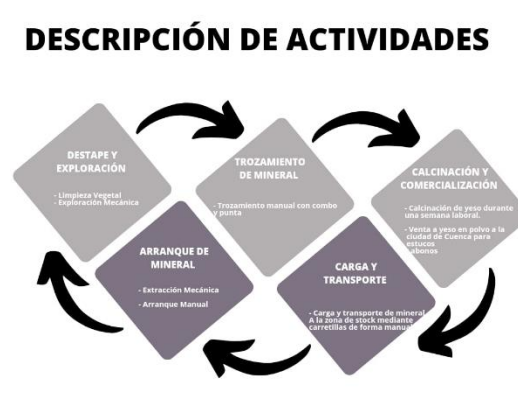 DESCRIPCIÓN DE ACTIVIDADES
DESTAPE Y
EXPLORACIÓN
- Limpieza Vegetal
- Exploración Mecánica
ARRANQUE DE
MINERAL
- Extracción Mecánica
- Arranque Manual
TROZAMIENTO
DE MINERAL
- Trozamiento manual con combo
y punta
CARGA Y
TRANSPORTE
- Carga y transporte de mineral
A la zona de stock mediante
carretillas de forma manual
CALCINACIÓN Y
COMERCIALIZACIÓN
- Calcinación de yeso durante
una semana laboral.
- Venta a yeso en polvo a la
ciudad de Cuenca para
estucos
abonos